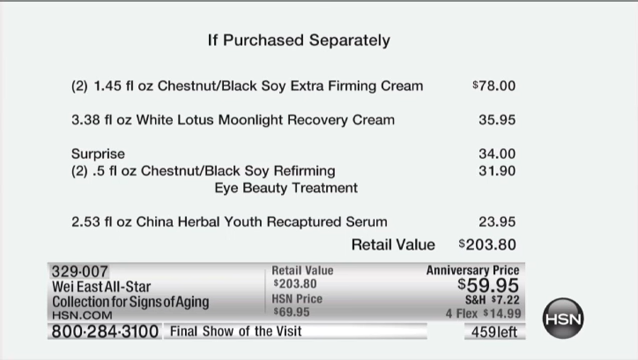 If Purchased Separately
(2) 1.45 fl oz Chestnut/Black Soy Extra Firming Cream $78.00
3.38 fl oz White Lotus Moonlight Recovery Cream 35.95
Surprise 34.00
(2) .5 fl oz Chestnut/Black Soy Refirming 31.90
Eye Beauty Treatment
2.53 fl oz China Herbal Youth Recaptured Serum 23.95
Retail Value $203.80
329-007 Retail Value Anniversary Price
Wei East All-Star $203.80 $59.95
Collection for Signs of Aging HSN Price S&H $7.22
HSN.COM $69.95 4 Flex $14.99
800-284-3100 Final Show of the Visit 459 left
HSN